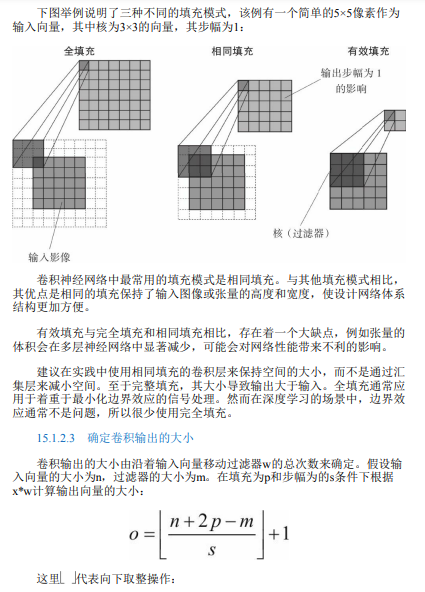 下图举例说明了三种不同的填充模式，该例有一个简单的5×5像素作为
输入向量，其中核为3×3的向量，其步幅为1：
全填充
相同填充
有效填充
输出步幅为 1
的影响
核（过滤器）
输入影像
卷积神经网络中最常用的填充模式是相同填充。与其他填充模式相比，
其优点是相同的填充保持了输入图像或张量的高度和宽度，使设计网络体系
结构更加方便。
有效填充与完全填充和相同填充相比，存在着一个大缺点，例如张量的
体积会在多层神经网络中显著减少，可能会对网络性能带来不利的影响。
建议在实践中使用相同填充的卷积层来保持空间的大小，而不是通过汇
集层来减小空间。至于完整填充，其大小导致输出大于输入。全填充通常应
用于着重于最小化边界效应的信号处理。然而在深度学习的场景中，边界效
应通常不是问题，所以很少使用完全填充。
15.1.2.3 确定卷积输出的大小
卷积输出的大小由沿着输入向量移动过滤器w的总次数来确定。假设输
入向量的大小为n，过滤器的大小为m。在填充为p和步幅为的s条件下根据
x*w计算输出向量的大小：
o = ⌊(n + 2p − m) / s⌋ + 1
这里⌊ ⌋代表向下取整操作：